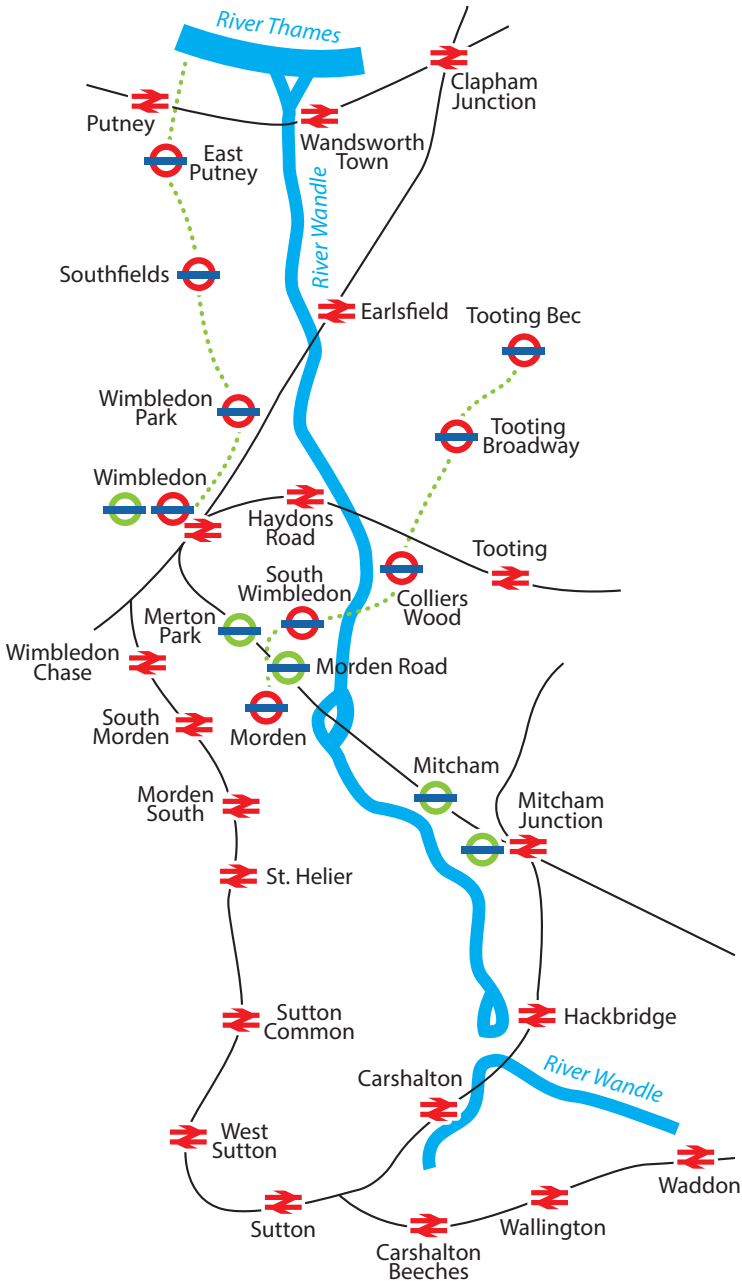 River Thames
Clapham
Junction
Putney
Wandsworth
Town
East
Putney
River Wandle
Southfields
Earlsfield
Tooting Bec
Wimbledon
Park
Tooting
Broadway
Wimbledon
Haydons
Road
Tooting
South
Wimbledon
Colliers
Wood
Merton
Park
Wimbledon
Chase
Morden Road
South
Morden
Morden
Mitcham
Morden
South
Mitcham
Junction
St. Helier
Sutton
Common
Hackbridge
Carshalton
River Wandle
West
Sutton
Waddon
Sutton
Wallington
Carshalton
Beeches